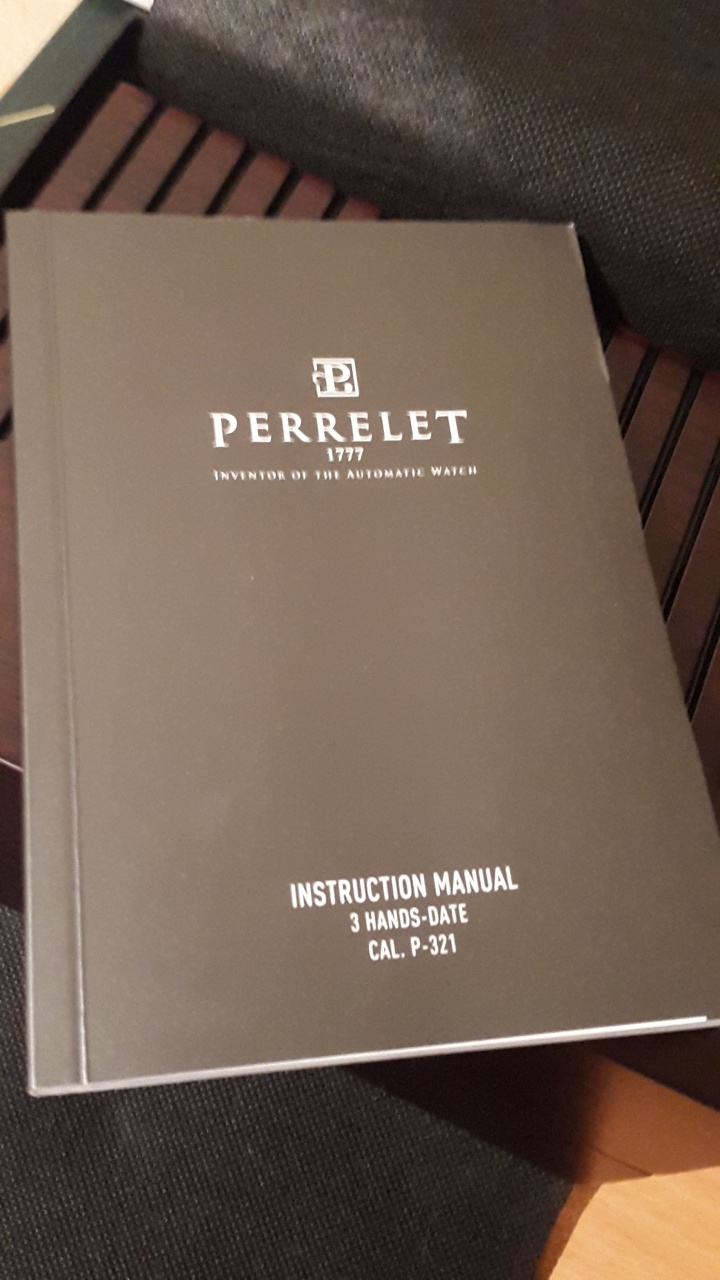 P.
PERRELET
1777
INVENTOR OF THE AUTOMATIC WATCH
INSTRUCTION MANUAL
3 HANDS-DATE
CAL. P-321